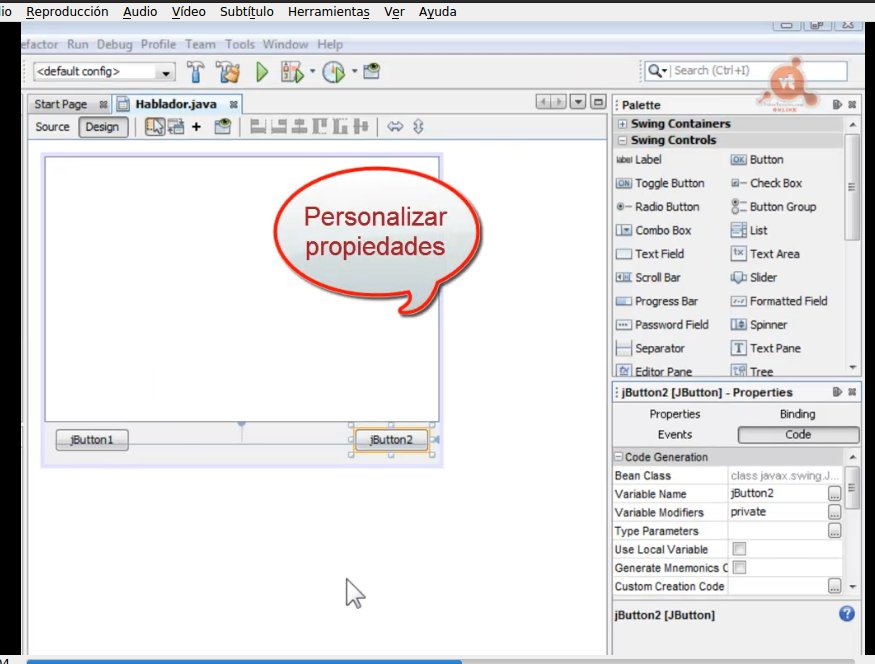 Reproducción Audio Vídeo Subtítulo Herramientas Ver Ayuda
efactor Run Debug Profile Team Tools Window Help
<default config>
Search (Ctrl+I)
Start Page Hablador.java
Source Design
Personalizar
propiedades
jButton1 jButton2
Palette
Swing Containers
Swing Controls
label Label OK Button
ON Toggle Button Check Box
Radio Button Button Group
Combo Box List
Text Field Text Area
Scroll Bar Slider
Progress Bar Formatted Field
Password Field Spinner
Separator T Text Pane
Editor Pane Tree
jButton2 [JButton] - Properties
Properties Binding
Events Code
Code Generation
Bean Class class javax.swing.J...
Variable Name jButton2 ...
Variable Modifiers private ...
Type Parameters ...
Use Local Variable
Generate Mnemonics C
Custom Creation Code ...
jButton2 [JButton]